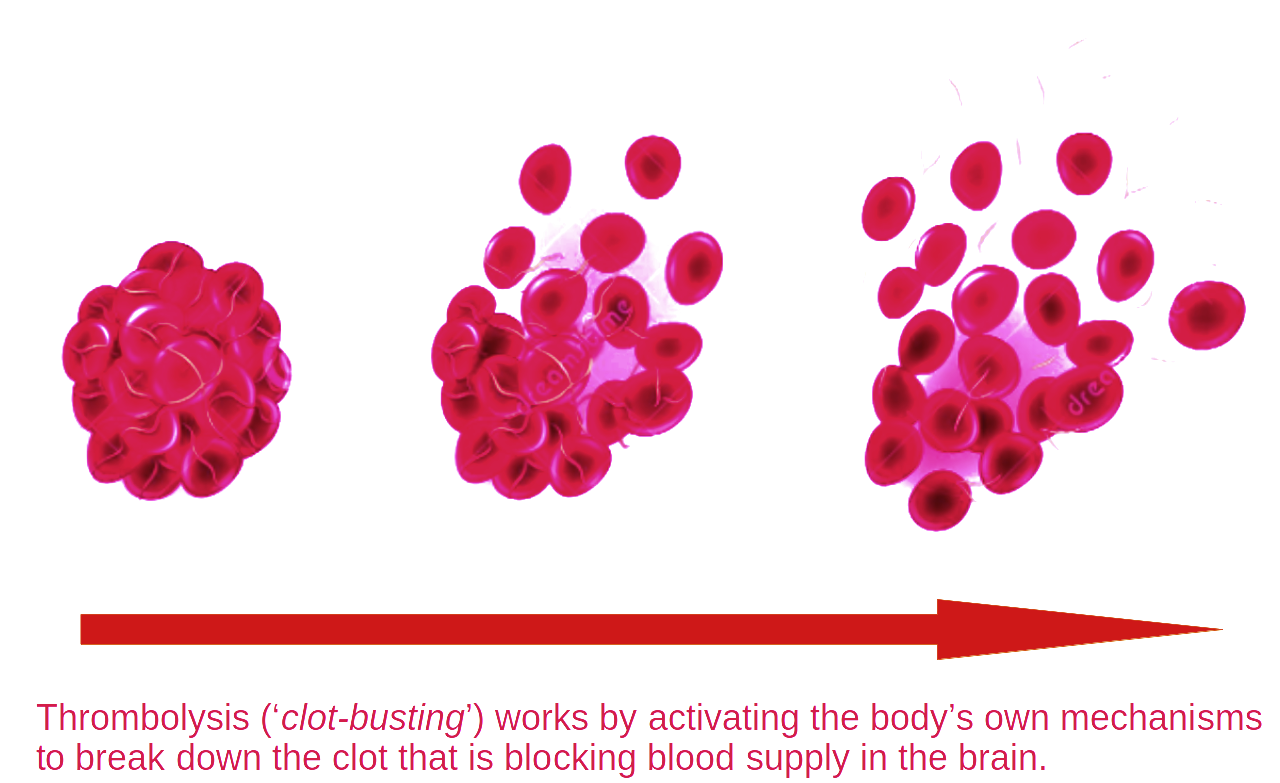 Thrombolysis (‘clot-busting’) works by activating the body’s own mechanisms
to break down the clot that is blocking blood supply in the brain.